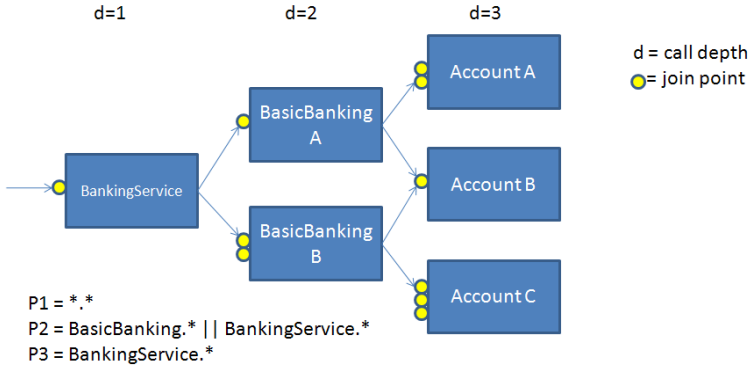 d=1 d=2 d=3
d = call depth
= join point
Account A
BasicBanking
A
BankingService
Account B
BasicBanking
B
Account C
P1 = *.*
P2 = BasicBanking.* || BankingService.*
P3 = BankingService.*